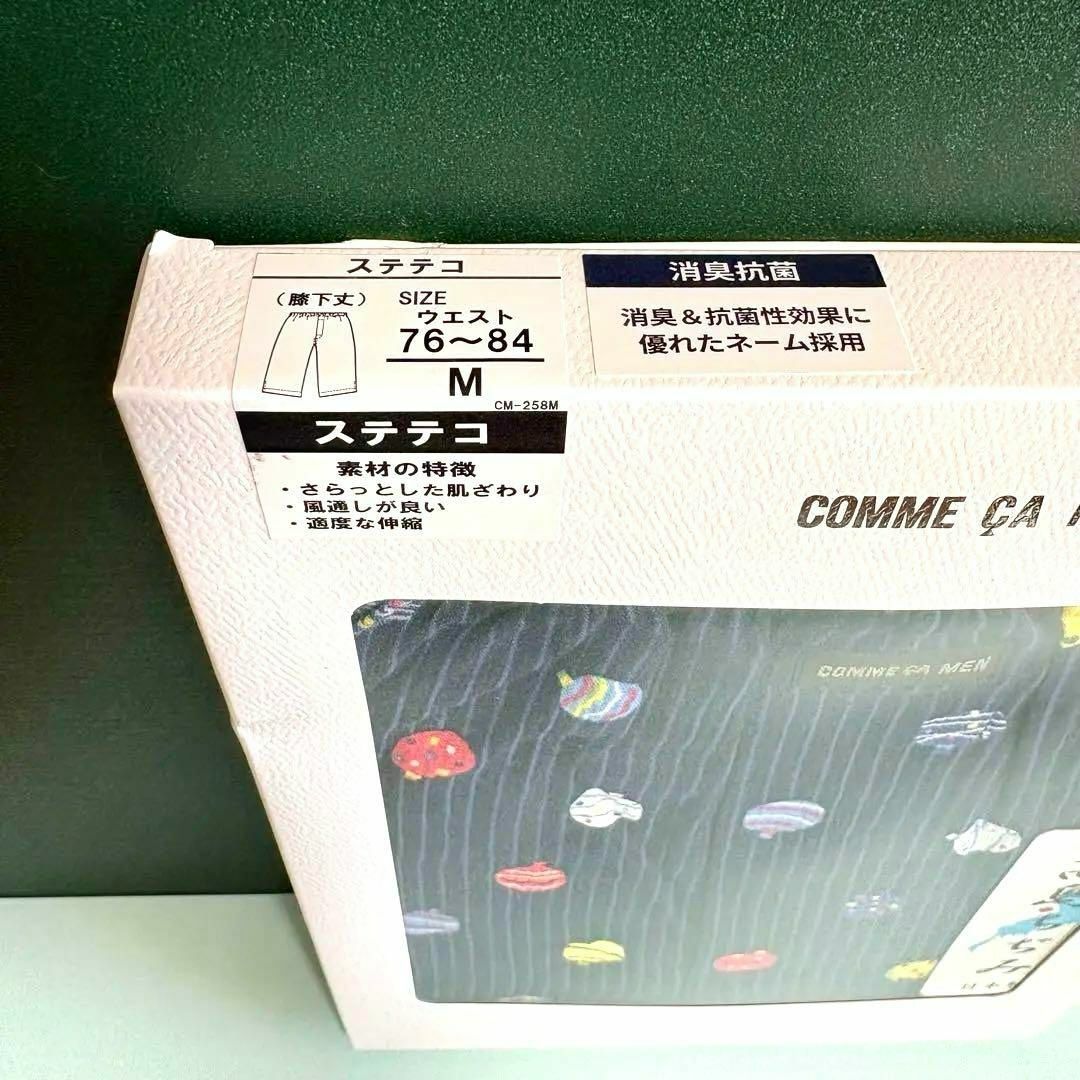 ステテコ
（膝下丈）
SIZE
ウエスト
76〜84
M
CM-258M
ステテコ
素材の特徴
・さらっとした肌ざわり
・風通しが良い
・適度な伸縮
消臭抗菌
消臭＆抗菌性効果に
優れたネーム採用
COMME ÇA
COMME ÇA MEN
ぢみ